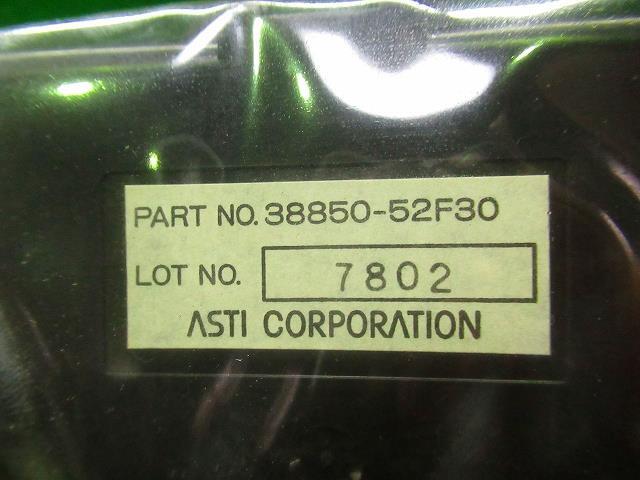 PART NO. 38850-52F30
LOT NO. 7802
ASTI CORPORATION